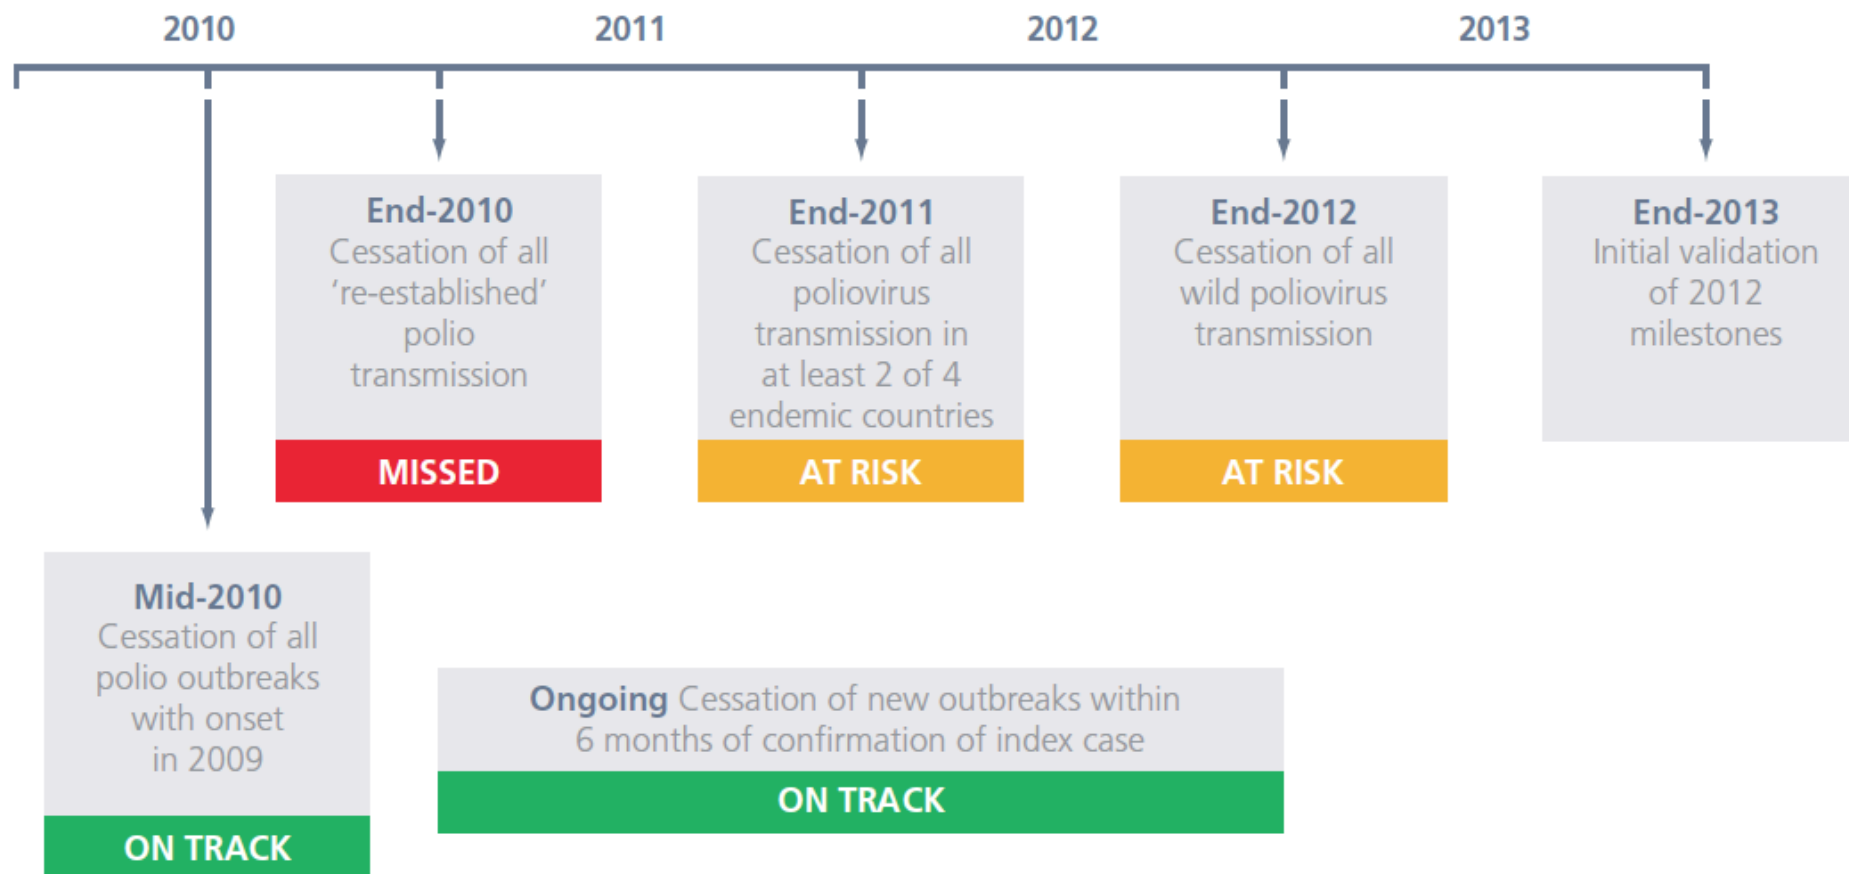 2010 2011 2012 2013
End-2010
Cessation of all
‘re-established’
polio
transmission
MISSED
End-2011
Cessation of all
poliovirus
transmission in
at least 2 of 4
endemic countries
AT RISK
End-2012
Cessation of all
wild poliovirus
transmission
AT RISK
End-2013
Initial validation
of 2012
milestones
Mid-2010
Cessation of all
polio outbreaks
with onset
in 2009
ON TRACK
Ongoing Cessation of new outbreaks within
6 months of confirmation of index case
ON TRACK